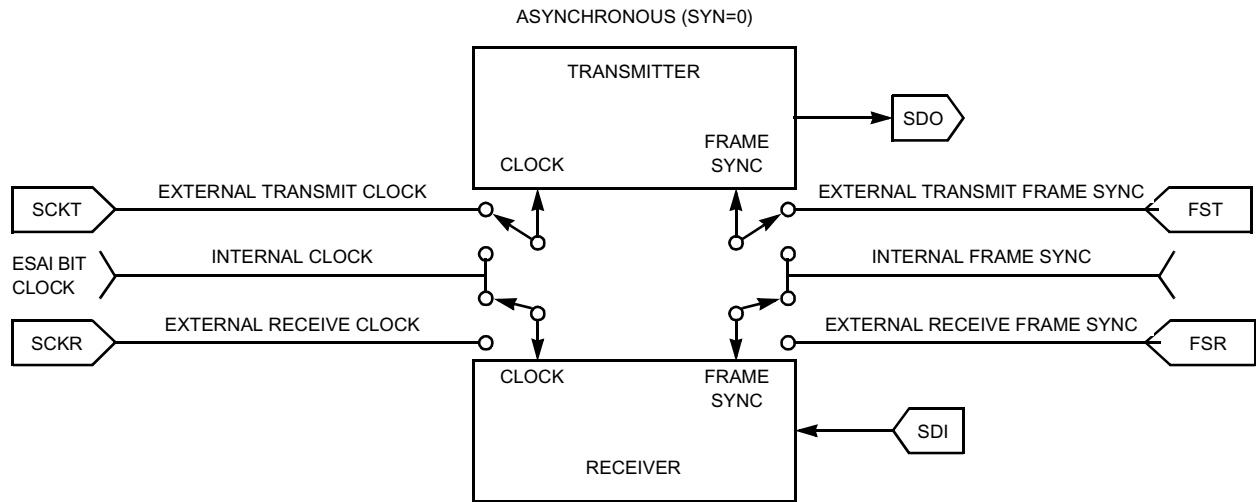 ASYNCHRONOUS (SYN=0)
TRANSMITTER
SDO
FRAME
SYNC
CLOCK
SCKT
EXTERNAL TRANSMIT CLOCK
EXTERNAL TRANSMIT FRAME SYNC
FST
ESAI BIT
CLOCK
INTERNAL CLOCK
INTERNAL FRAME SYNC
SCKR
EXTERNAL RECEIVE CLOCK
EXTERNAL RECEIVE FRAME SYNC
FSR
CLOCK
FRAME
SYNC
SDI
RECEIVER